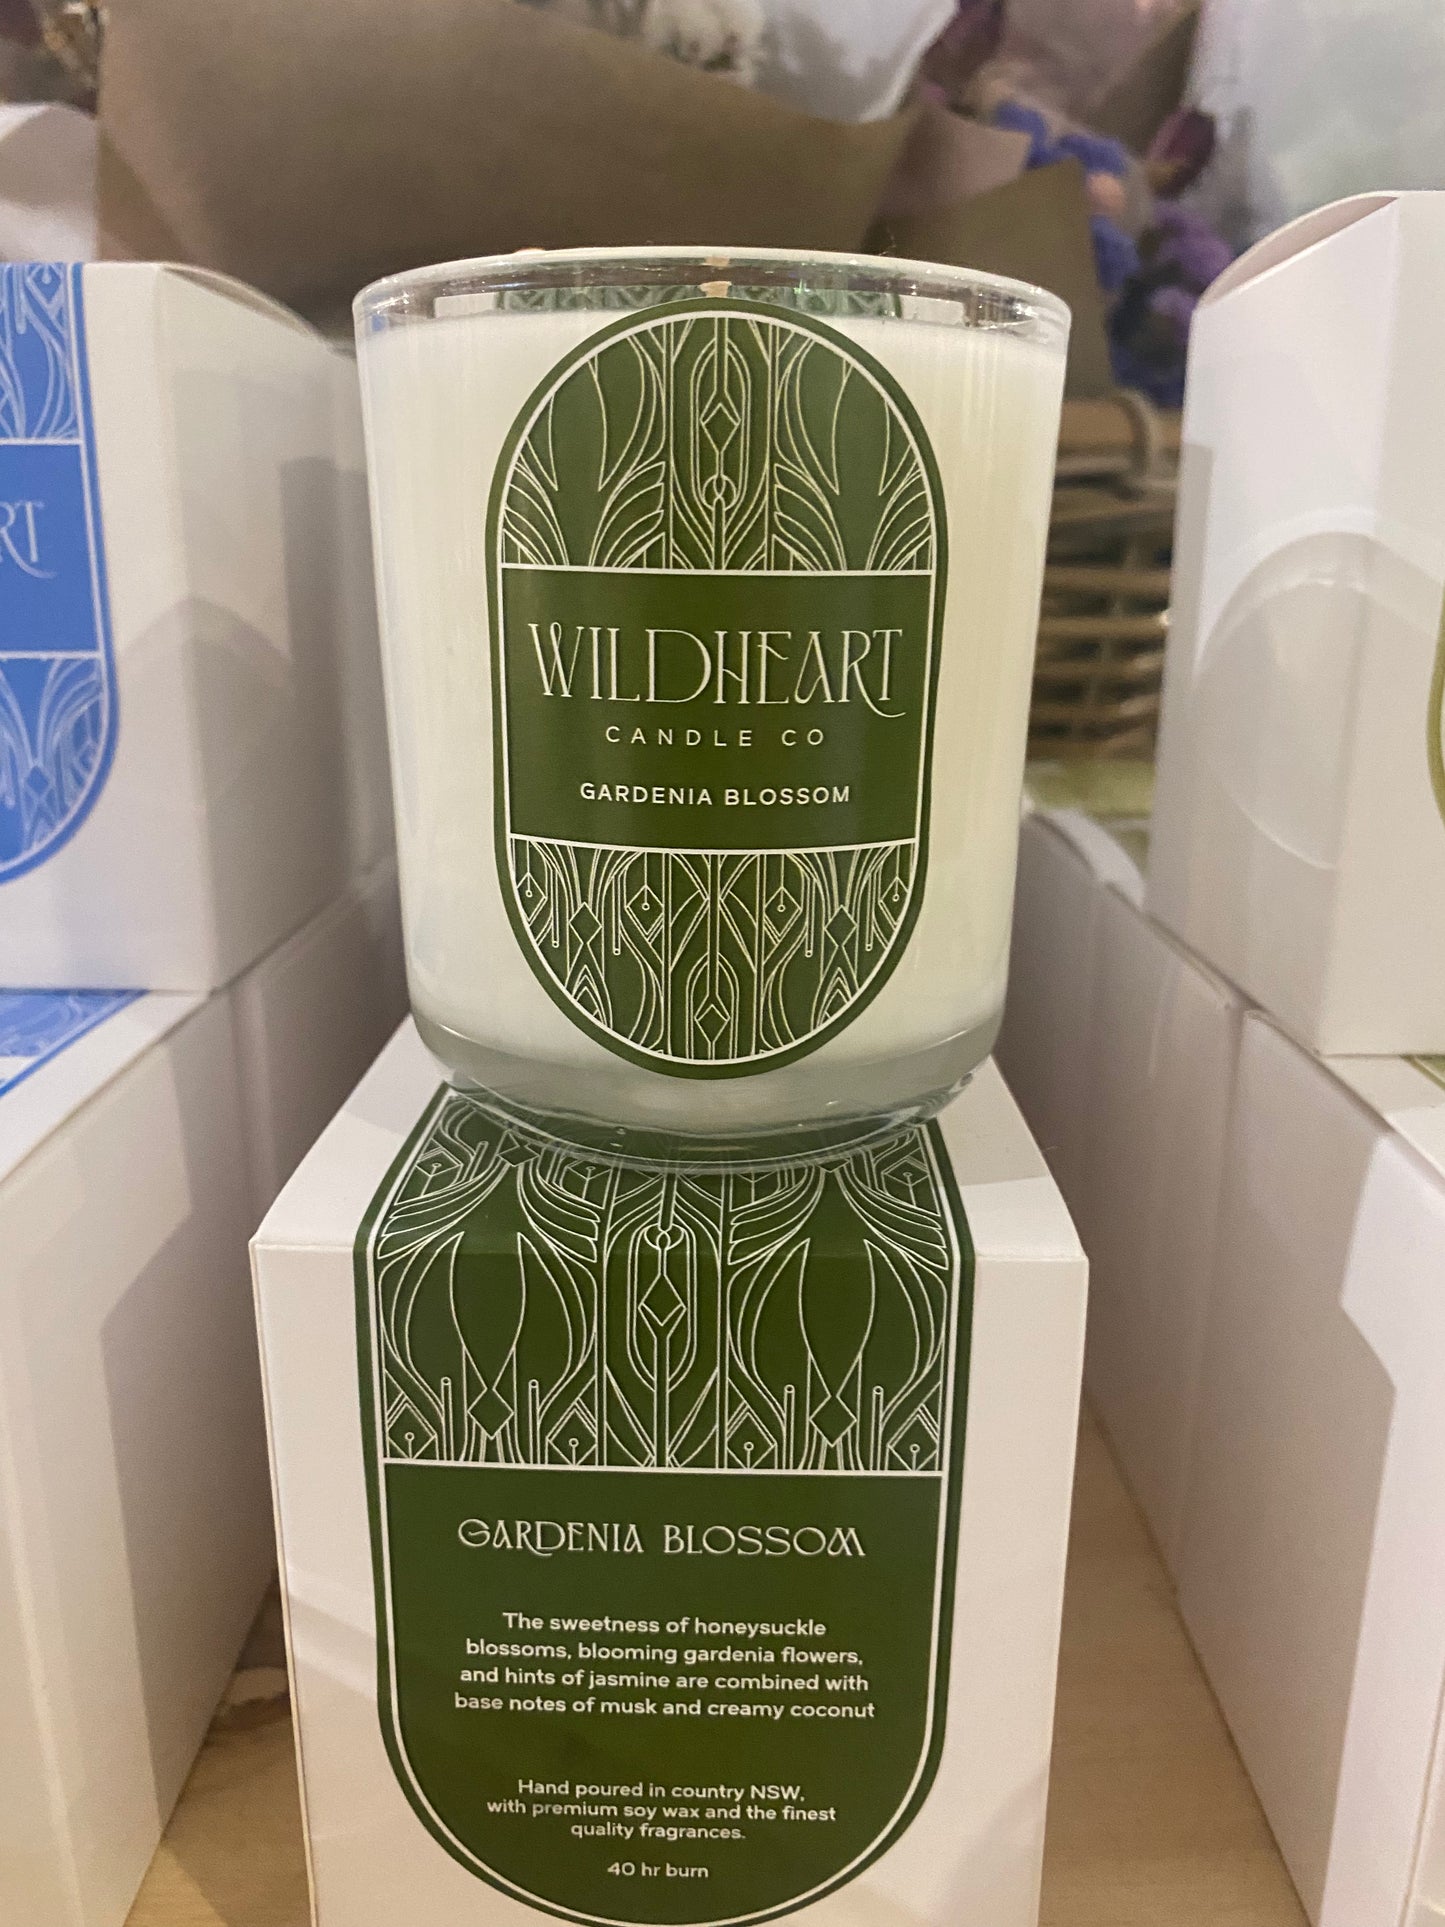 WILDHEART
CANDLE CO
GARDENIA BLOSSOM
GARDENIA BLOSSOM
The sweetness of honeysuckle
blossoms, blooming gardenia flowers,
and hints of jasmine are combined with
base notes of musk and creamy coconut
Hand poured in country NSW,
with premium soy wax and the finest
quality fragrances.
40 hr burn